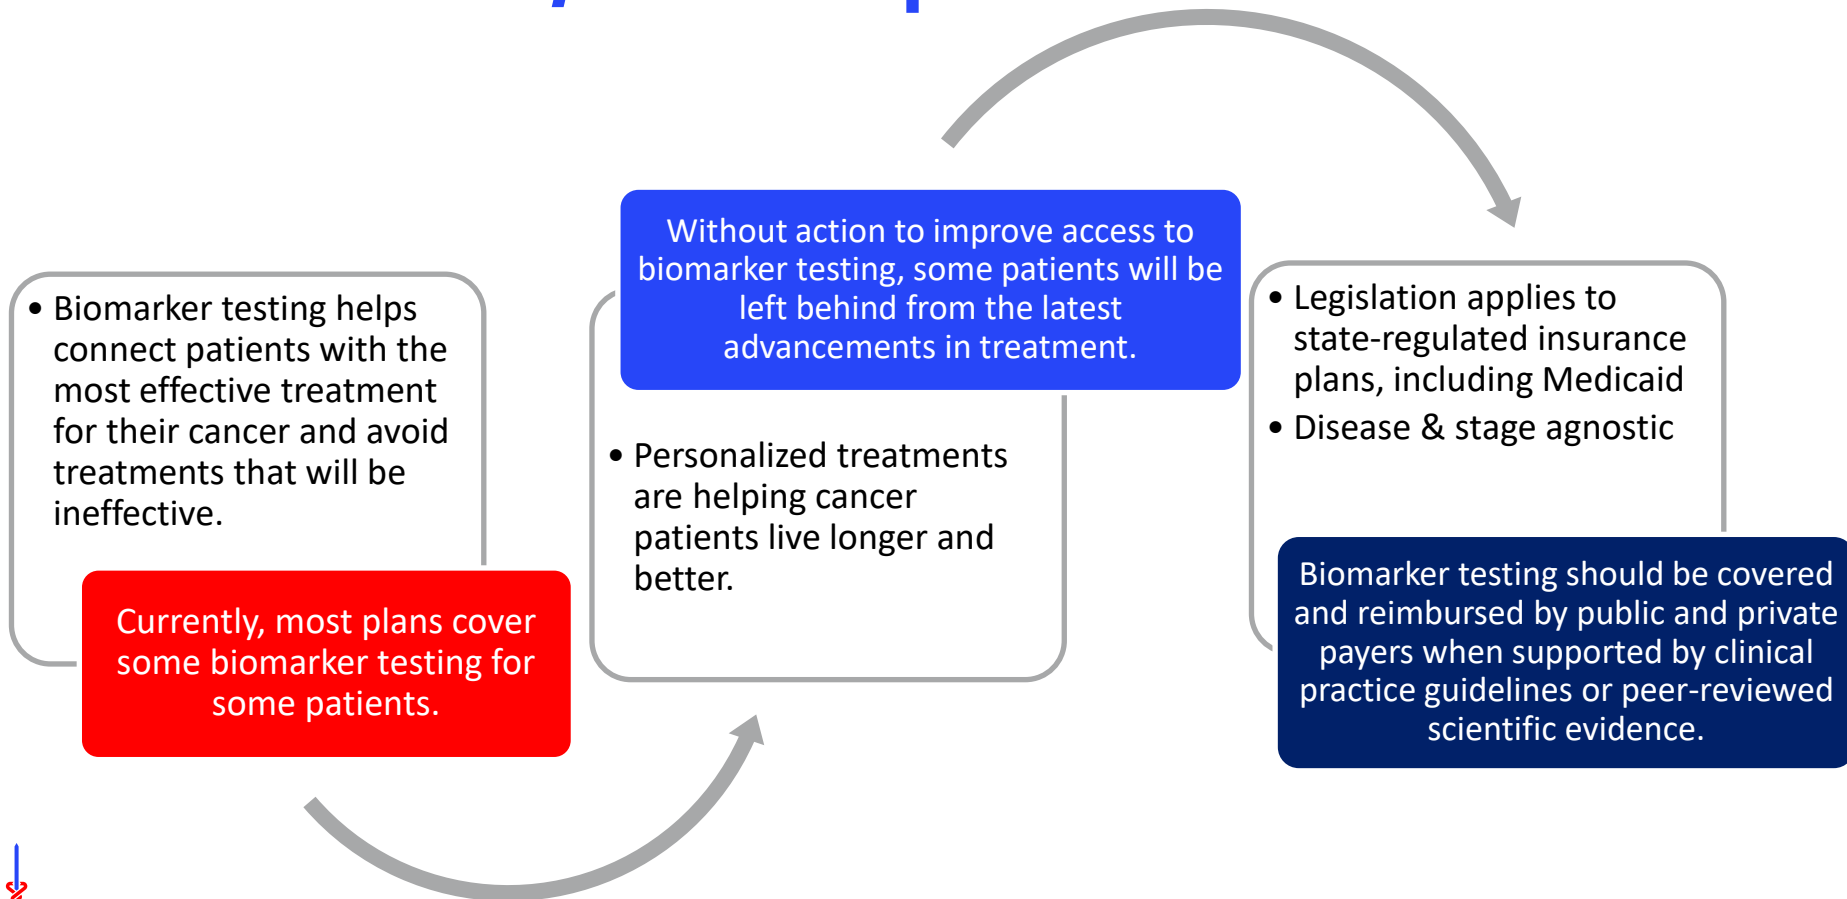 • Biomarker testing helps
connect patients with the
most effective treatment
for their cancer and avoid
treatments that will be
ineffective.
Currently, most plans cover
some biomarker testing for
some patients.
Without action to improve access to
biomarker testing, some patients will be
left behind from the latest
advancements in treatment.
• Personalized treatments
are helping cancer
patients live longer and
better.
• Legislation applies to
state-regulated insurance
plans, including Medicaid
• Disease & stage agnostic
Biomarker testing should be covered
and reimbursed by public and private
payers when supported by clinical
practice guidelines or peer-reviewed
scientific evidence.